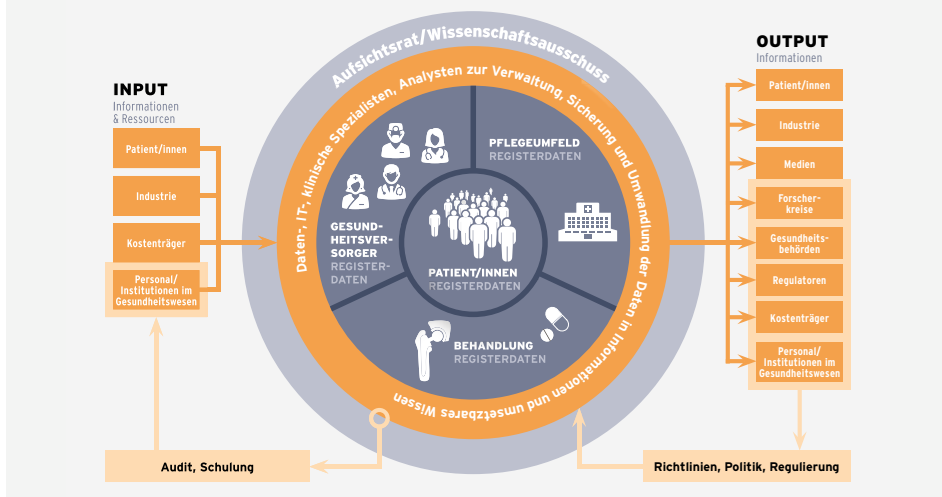 INPUT
Informationen
& Ressourcen
Patient/innen
Industrie
Kostenträger
Personal/
Institutionen im
Gesundheitswesen
Aufsichtsrat/Wissenschaftsausschuss
Daten-, IT-, klinische Spezialisten, Analysten zur Verwaltung, Sicherung und Umwandlung der Daten in Informationen und umsetzbares Wissen
PFLEGEUMFELD
REGISTERDATEN
GESUND-
HEITSVER-
SORGER
REGISTER-
DATEN
PATIENT/INNEN
REGISTERDATEN
BEHANDLUNG
REGISTERDATEN
OUTPUT
Informationen
Patient/innen
Industrie
Medien
Forscher-
kreise
Gesundheits-
behörden
Regulatoren
Kostenträger
Personal/
Institutionen im
Gesundheitswesen
Audit, Schulung
Richtlinien, Politik, Regulierung